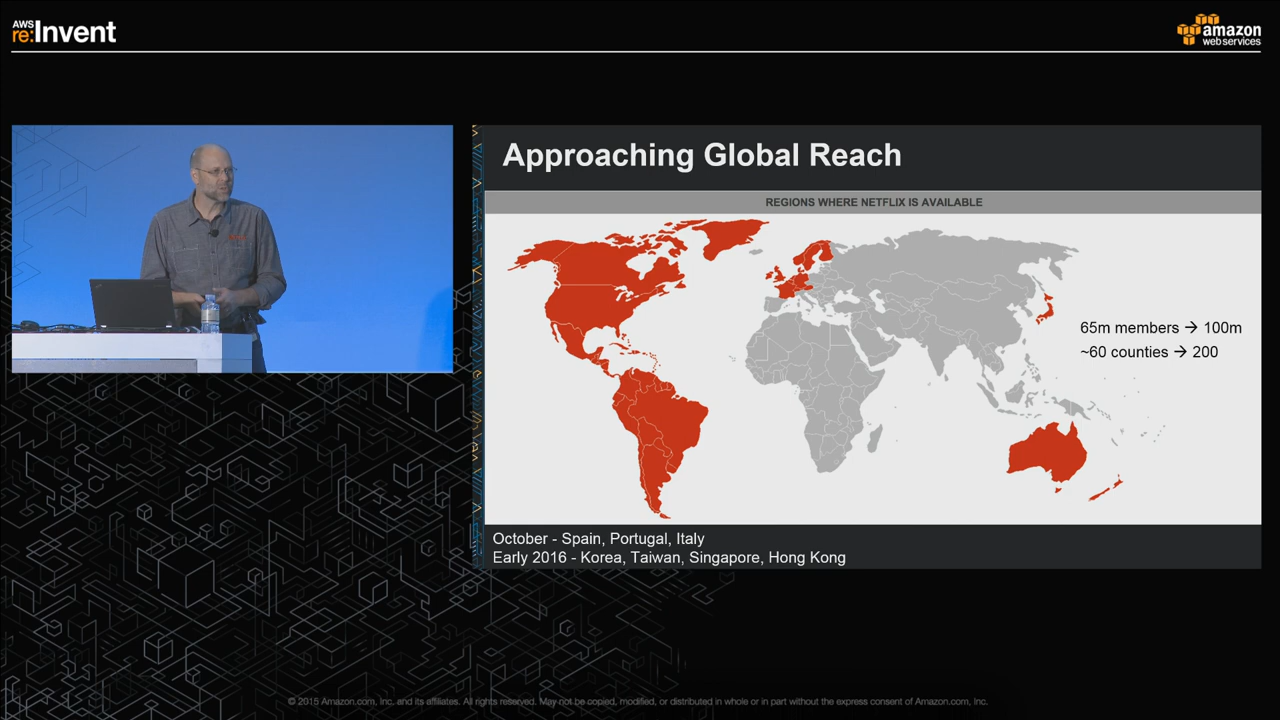 AWS
re:Invent
amazon
web services
Approaching Global Reach
REGIONS WHERE NETFLIX IS AVAILABLE
65m members → 100m
~60 counties → 200
October - Spain, Portugal, Italy
Early 2016 - Korea, Taiwan, Singapore, Hong Kong
© 2015 Amazon.com, Inc. and its affiliates. All rights reserved. May not be copied, modified, or distributed in whole or in part without the express consent of Amazon.com, Inc.